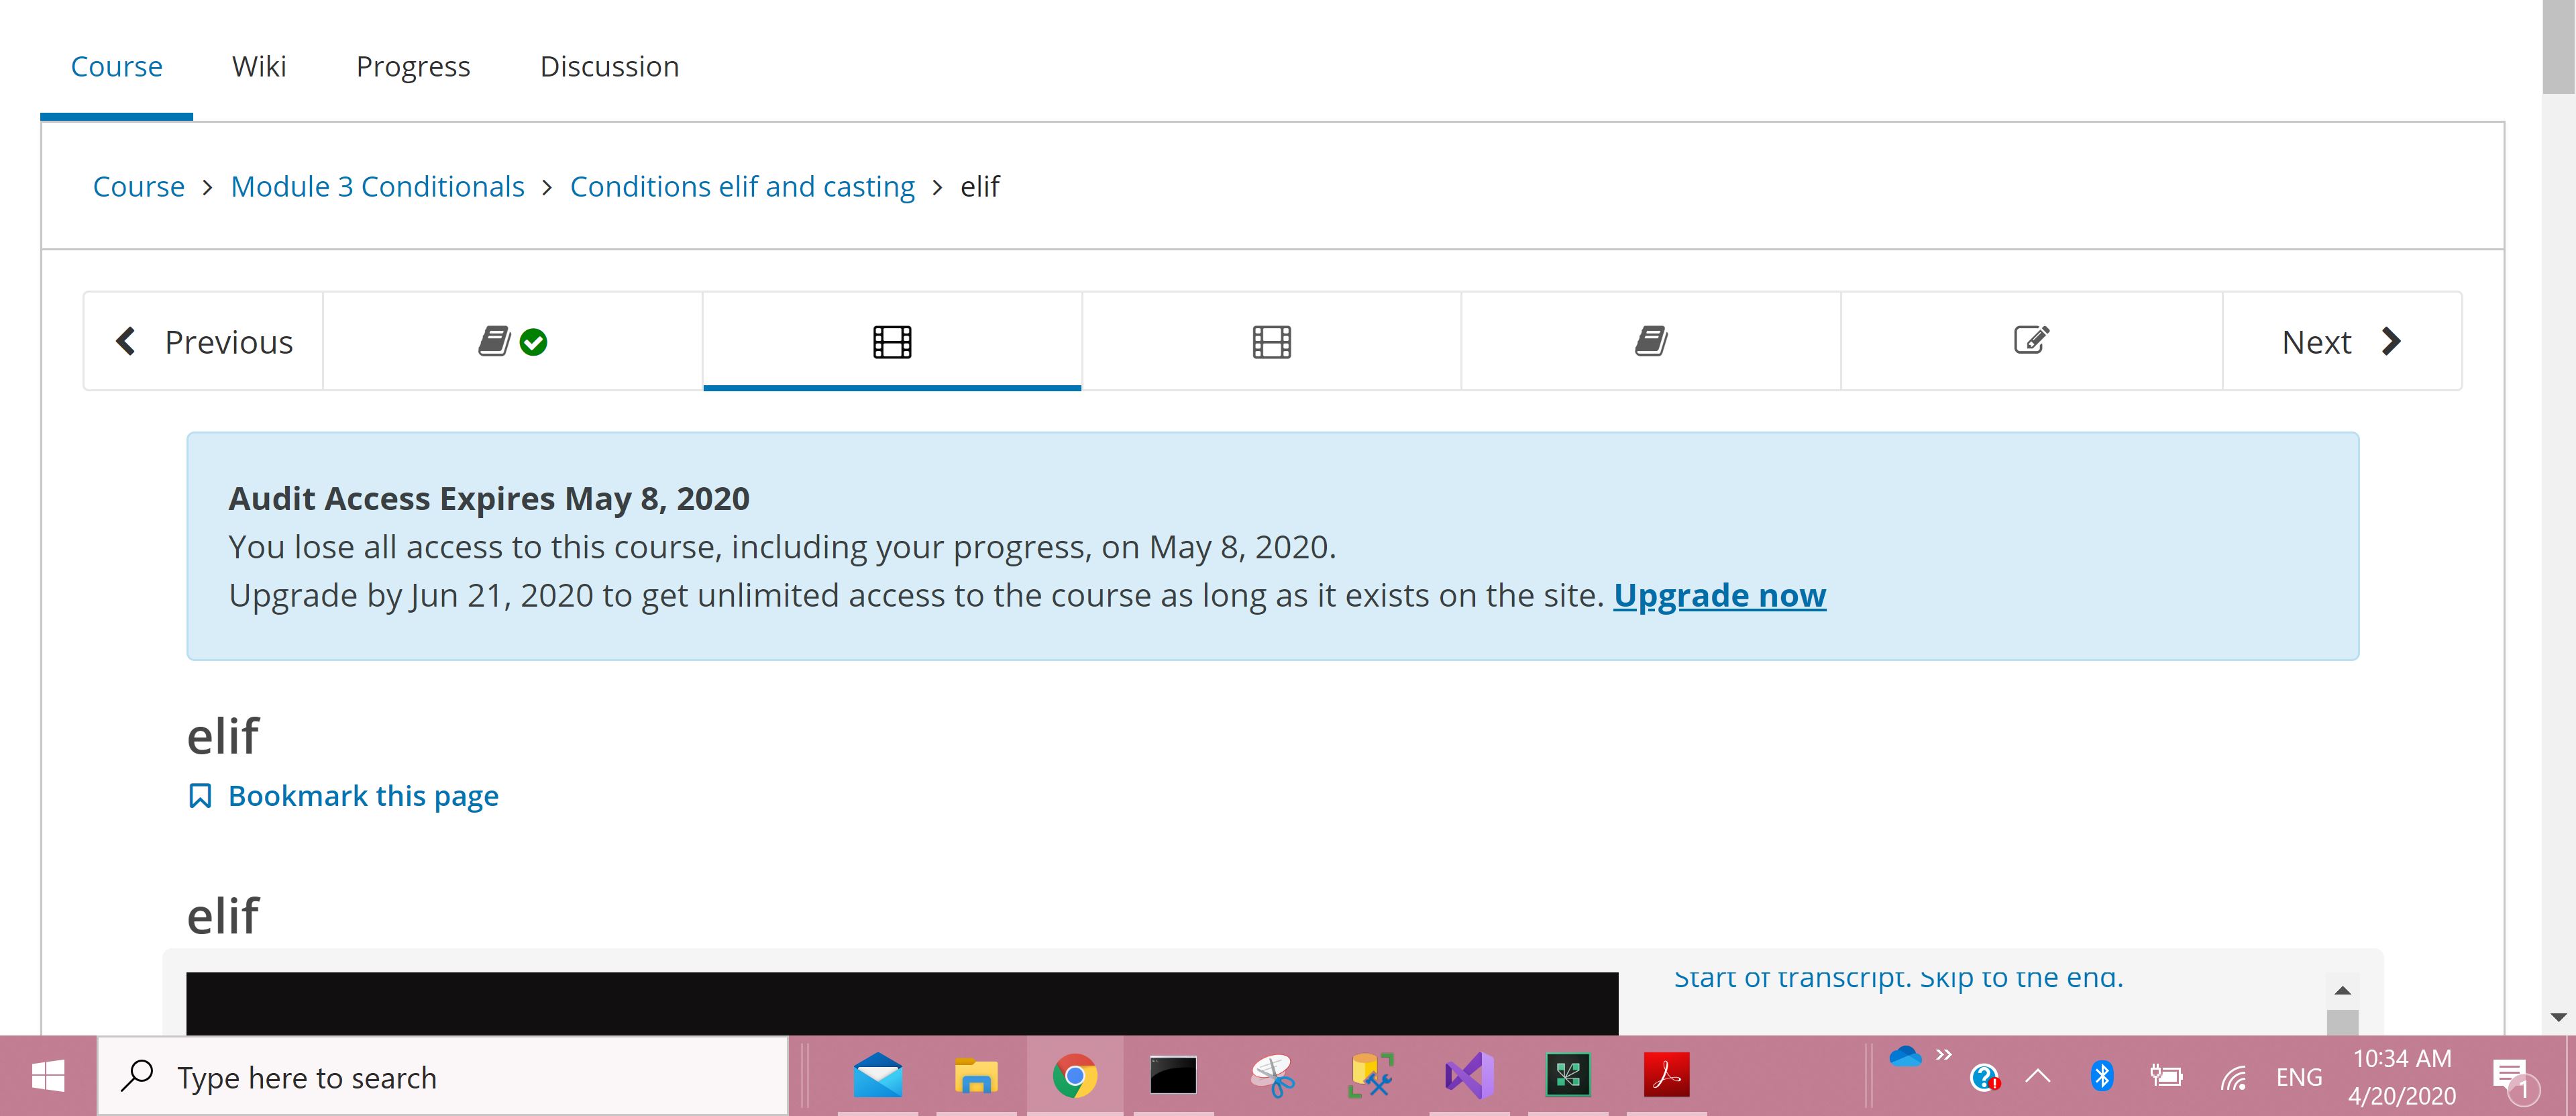 Course Wiki Progress Discussion
Course > Module 3 Conditionals > Conditions elif and casting > elif
Previous Next
Audit Access Expires May 8, 2020
You lose all access to this course, including your progress, on May 8, 2020.
Upgrade by Jun 21, 2020 to get unlimited access to the course as long as it exists on the site. Upgrade now
elif
Bookmark this page
elif
Start of transcript. Skip to the end.
Type here to search
ENG
10:34 AM
4/20/2020
1